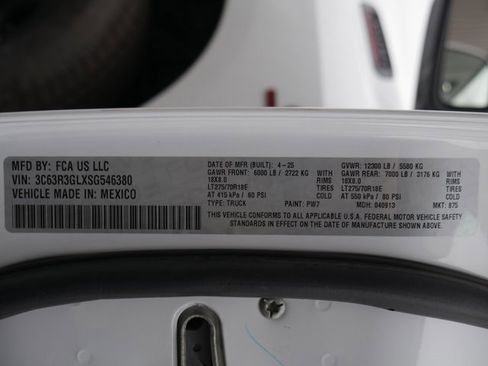 MFD BY: FCA US LLC
VIN: 3C63R3GLXSG546380
VEHICLE MADE IN: MEXICO
DATE OF MFR (BUILT): 4-25 GVWR: 12300 LB / 5580 KG
GAWR FRONT: 6000 LB / 2722 KG WITH GAWR REAR: 7000 LB / 3176 KG WITH
18X8.0 TIRES 18X8.0
LT275/70R18E LT275/70R18E
AT 415 kPa / 60 PSI COLD AT 550 kPa / 80 PSI COLD
TYPE: TRUCK PAINT: PW7 MDH: 040913 MKT: 875
THIS VEHICLE CONFORMS TO ALL APPLICABLE U.S.A. FEDERAL MOTOR VEHICLE SAFETY
STANDARDS IN EFFECT ON THE DATE OF MANUFACTURE SHOWN ABOVE.